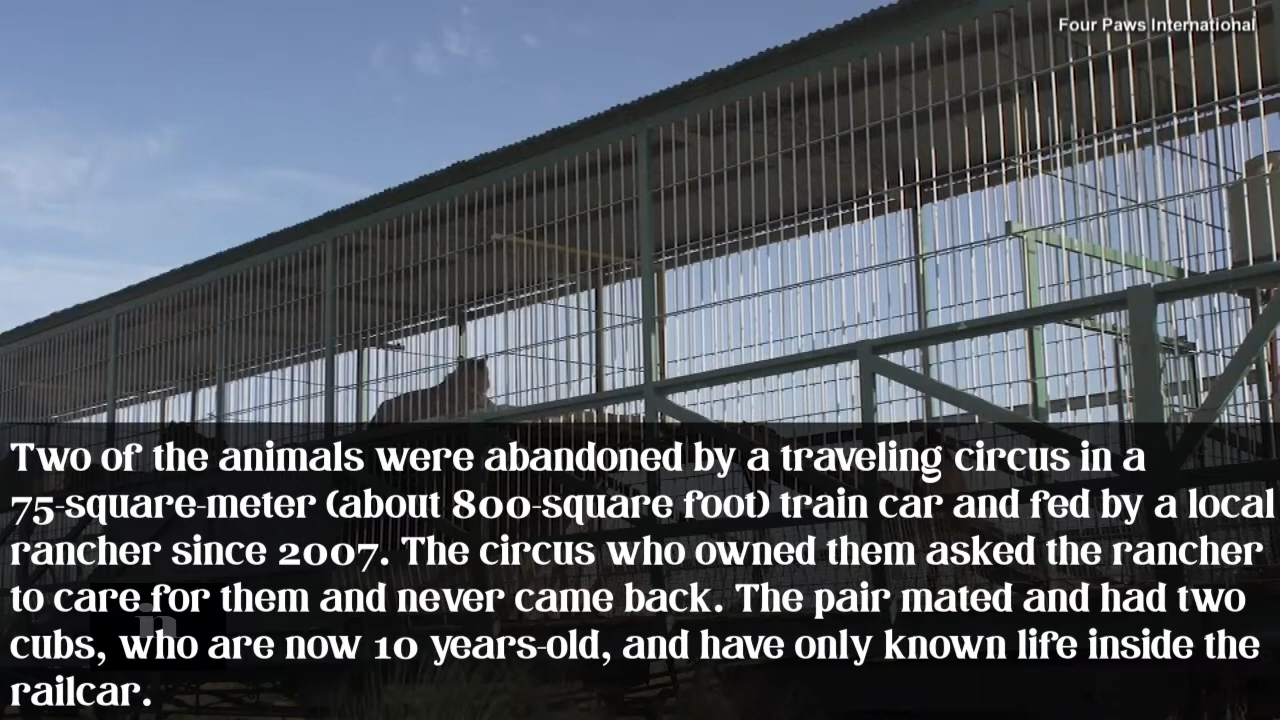 Four Paws International
Two of the animals were abandoned by a traveling circus in a
75-square-meter (about 800-square foot) train car and fed by a local
rancher since 2007. The circus who owned them asked the rancher
to care for them and never came back. The pair mated and had two
cubs, who are now 10 years-old, and have only known life inside the
railcar.